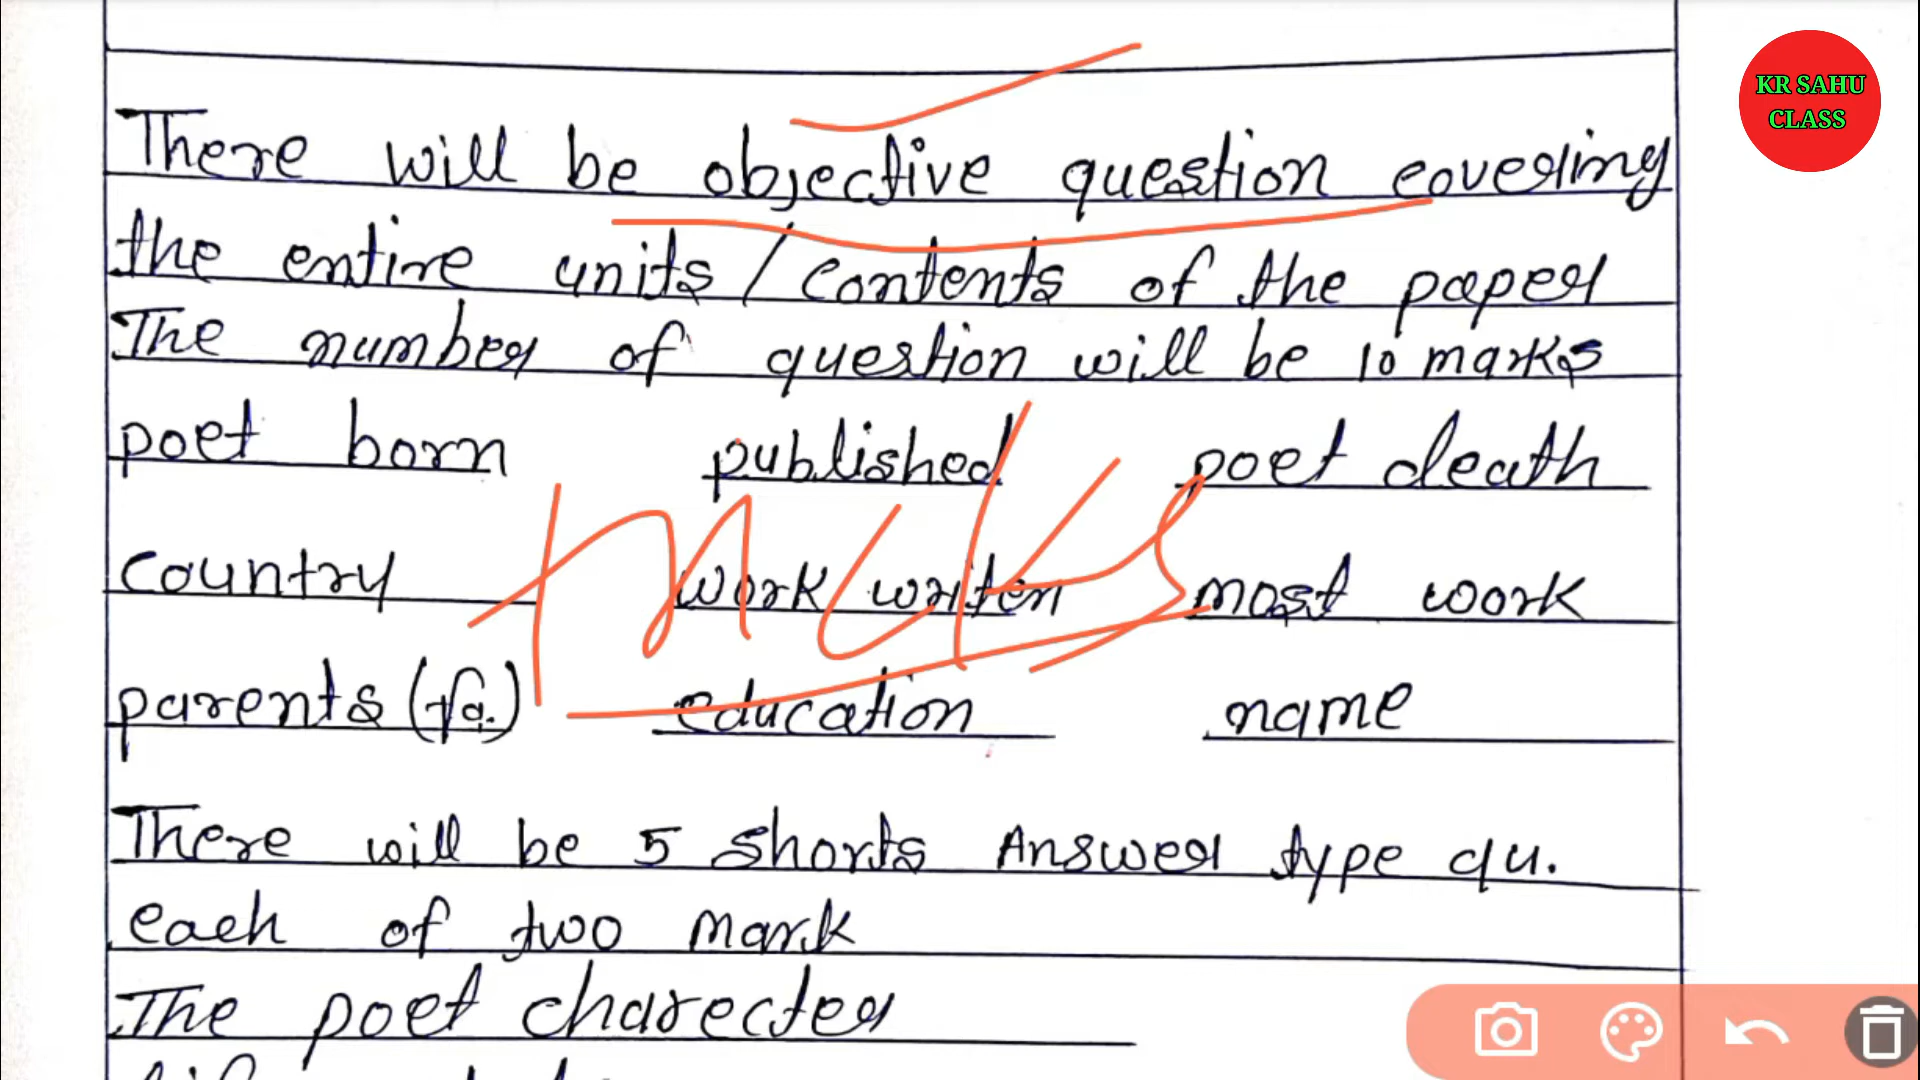 KR SAHU
CLASS
There will be objective question covering
the entire units / contents of the paper
The number of question will be 10 marks
poet born published poet death
country work writen most work
parents (fa.) education name
There will be 5 shorts Answer type qu.
each of two mark
The poet charecter